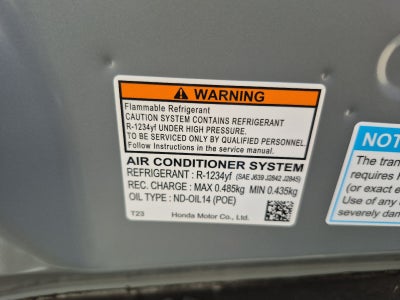 WARNING
Flammable Refrigerant
CAUTION SYSTEM CONTAINS REFRIGERANT
R-1234yf UNDER HIGH PRESSURE.
TO BE SERVICED ONLY BY QUALIFIED PERSONNEL.
Follow Instructions in the service manual.
AIR CONDITIONER SYSTEM
REFRIGERANT : R-1234yf (SAE J639 J2842 J2845)
REC. CHARGE : MAX 0.485kg MIN 0.435kg
OIL TYPE : ND-OIL14 (POE)
T23 Honda Motor Co., Ltd.
NOT
The tran
requires
(or exact e
Use of any
severely dam